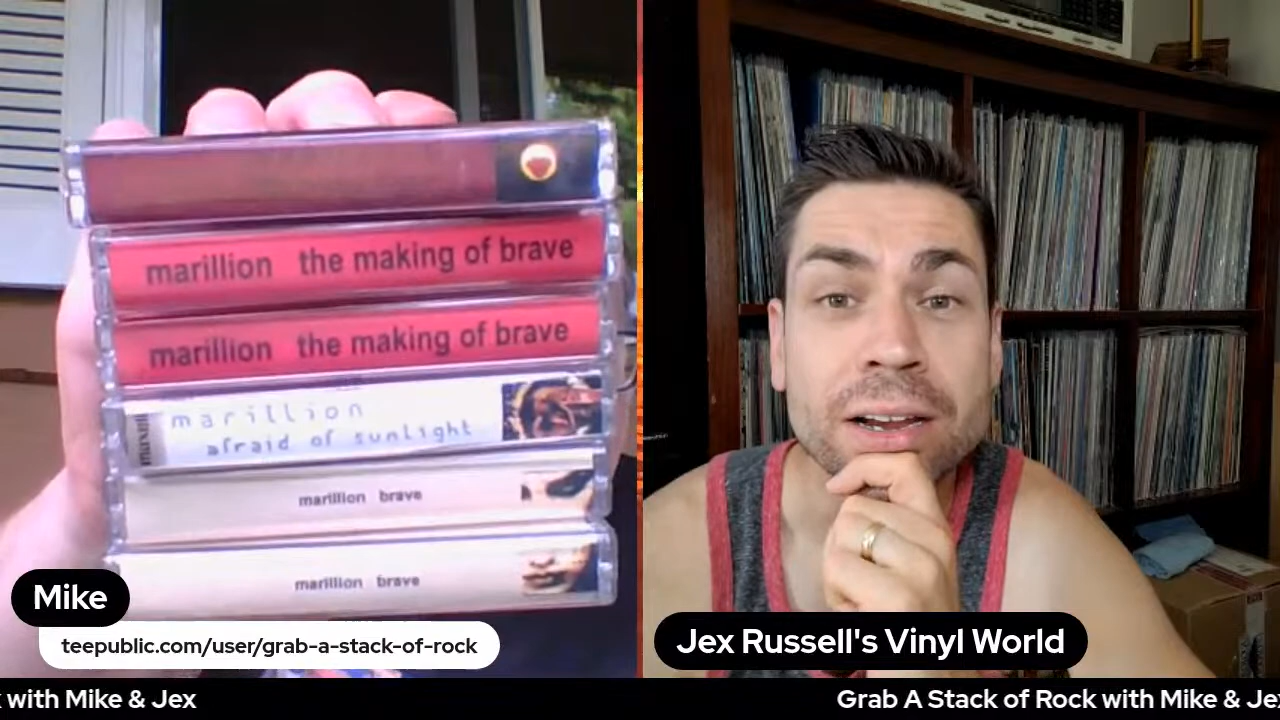 marillion the making of brave
marillion the making of brave
maxell
marillion
afraid of sunlight
marillion brave
marillion brave
Mike
teepublic.com/user/grab-a-stack-of-rock
Jex Russell's Vinyl World
with Mike & Jex
Grab A Stack of Rock with Mike & Je